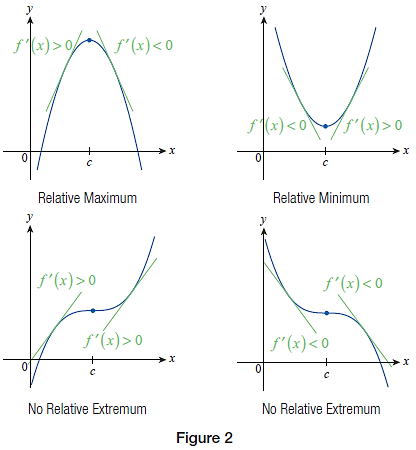 y
f′(x)>0 f′(x)<0
0 c x
Relative Maximum
y
f′(x)<0 f′(x)>0
0 c x
Relative Minimum
y
f′(x)>0
f′(x)>0
0 c x
No Relative Extremum
y
f′(x)<0
f′(x)<0
0 c x
No Relative Extremum
Figure 2